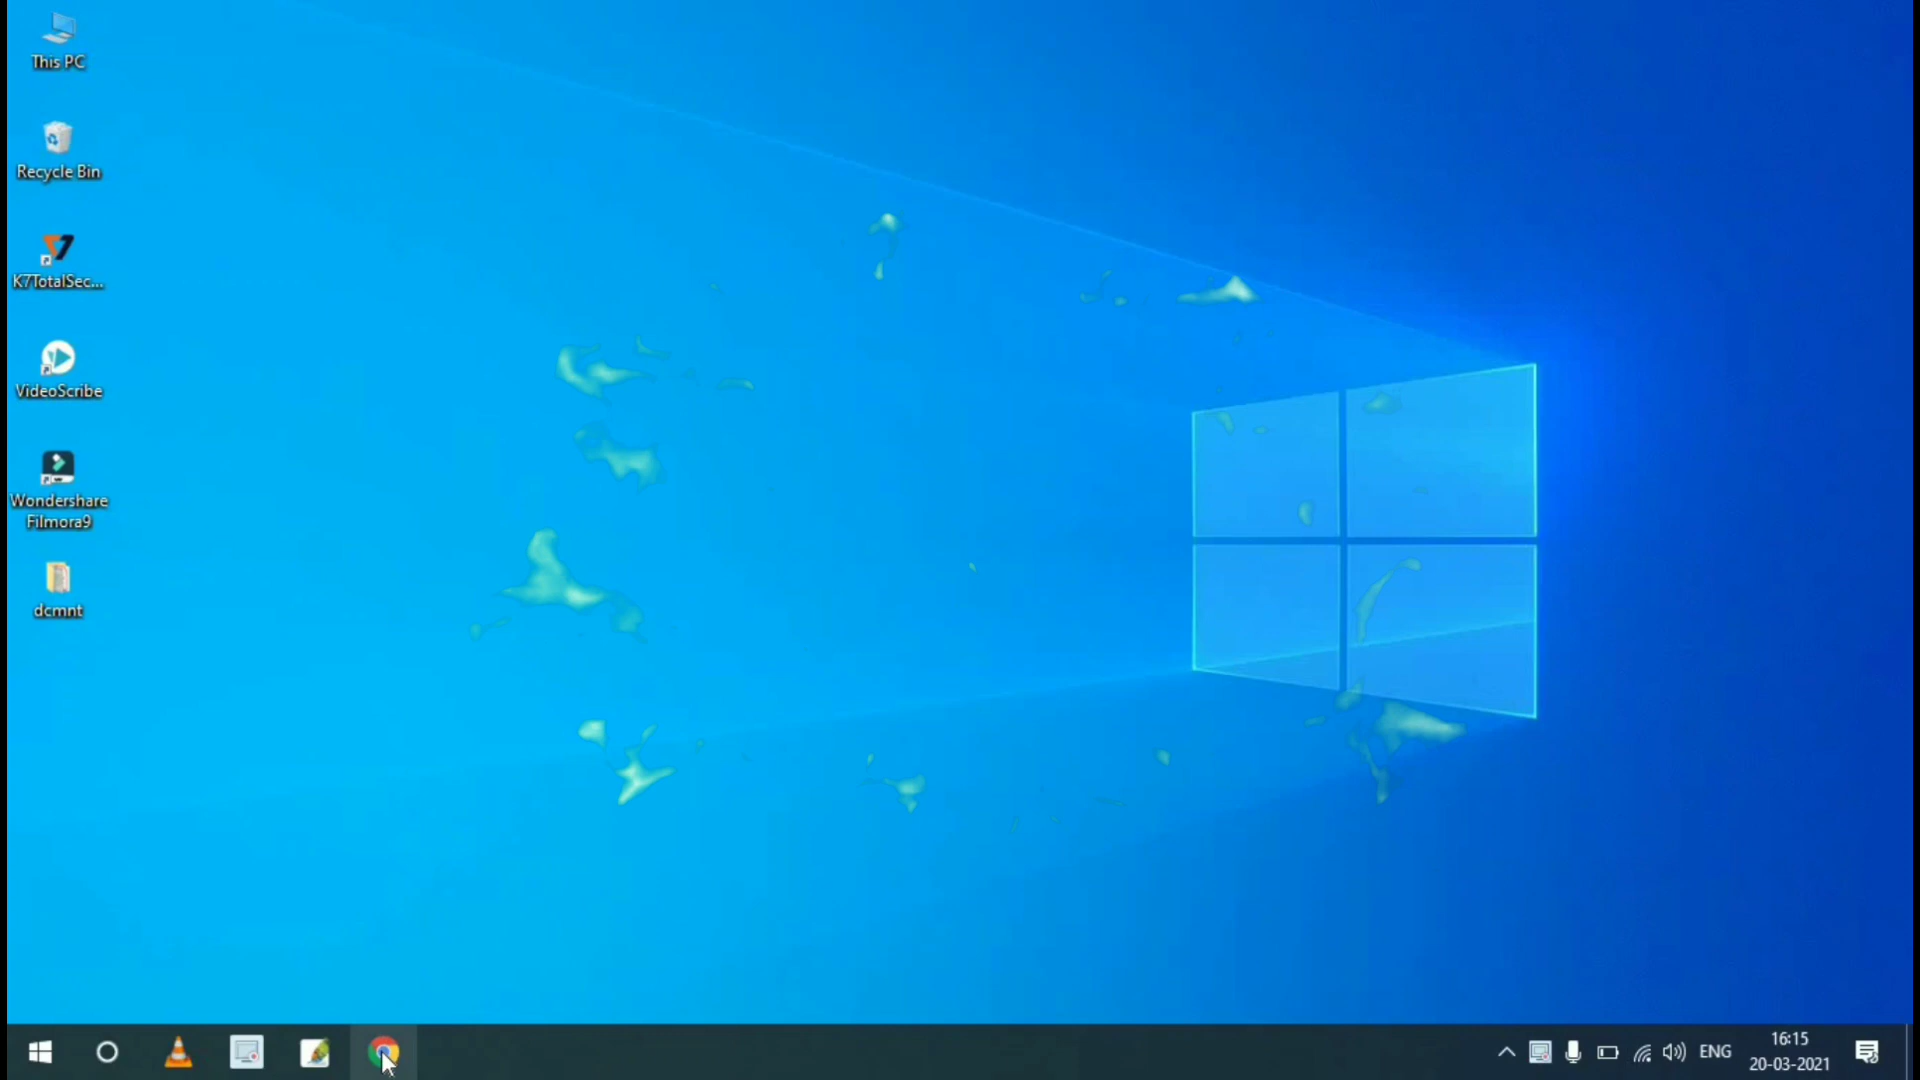 This PC
Recycle Bin
K7TotalSec...
VideoScribe
Wondershare
Filmora9
dcmnt
ENG
16:15
20-03-2021